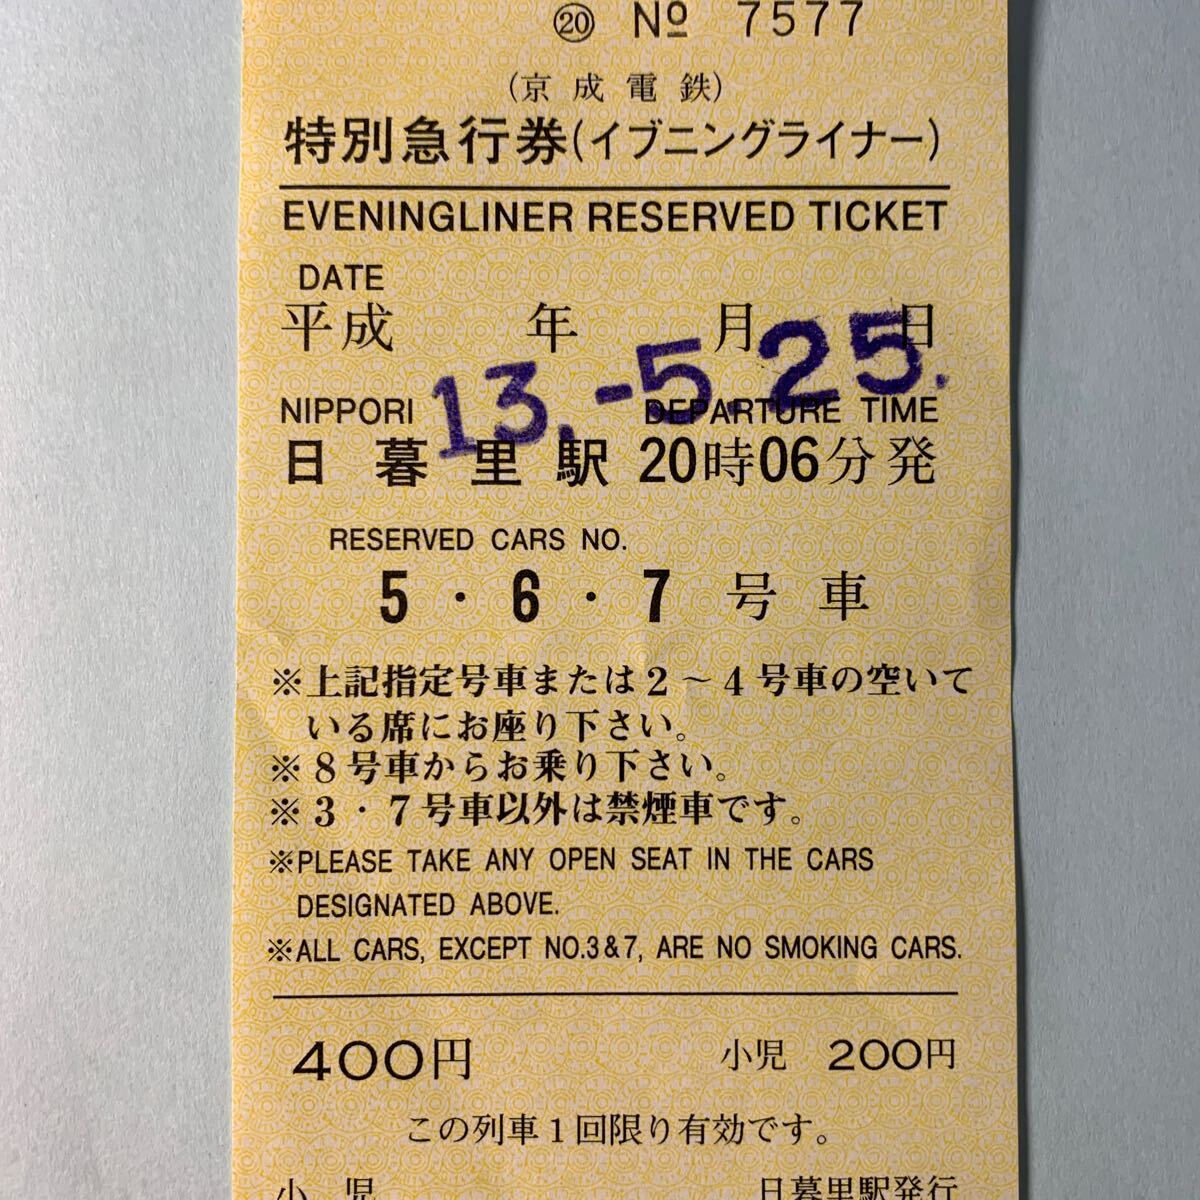 ⑳ № 7577
(京成電鉄)
特別急行券(イブニングライナー)
EVENINGLINER RESERVED TICKET
DATE
平成 年 月 日
13.-5.25.
NIPPORI DEPARTURE TIME
日暮里駅 20時06分発
RESERVED CARS NO.
5・6・7号車
※上記指定号車または2～4号車の空いて
いる席にお座り下さい。
※8号車からお乗り下さい。
※3・7号車以外は禁煙車です。
※PLEASE TAKE ANY OPEN SEAT IN THE CARS
DESIGNATED ABOVE.
※ALL CARS, EXCEPT NO.3&7, ARE NO SMOKING CARS.
400円 小児 200円
この列車1回限り有効です。
小児 日暮里駅発行